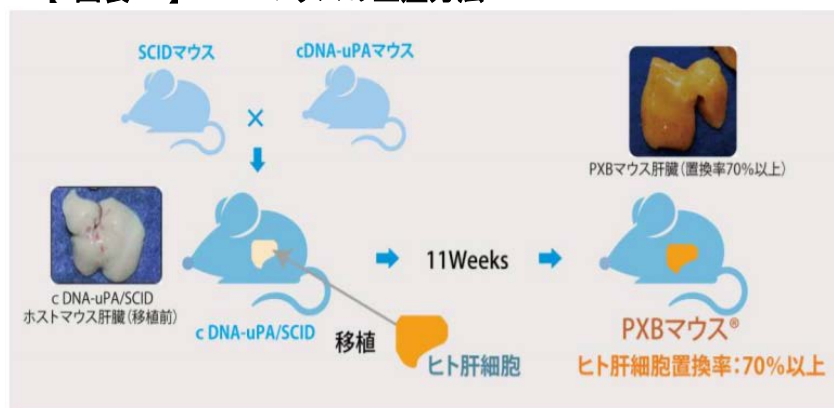 SCIDマウス
cDNA-uPAマウス
×
PXBマウス肝臓(置換率70%以上)
c DNA-uPA/SCID
ホストマウス肝臓(移植前)
c DNA-uPA/SCID
移植
ヒト肝細胞
11Weeks
PXBマウス®
ヒト肝細胞置換率:70%以上